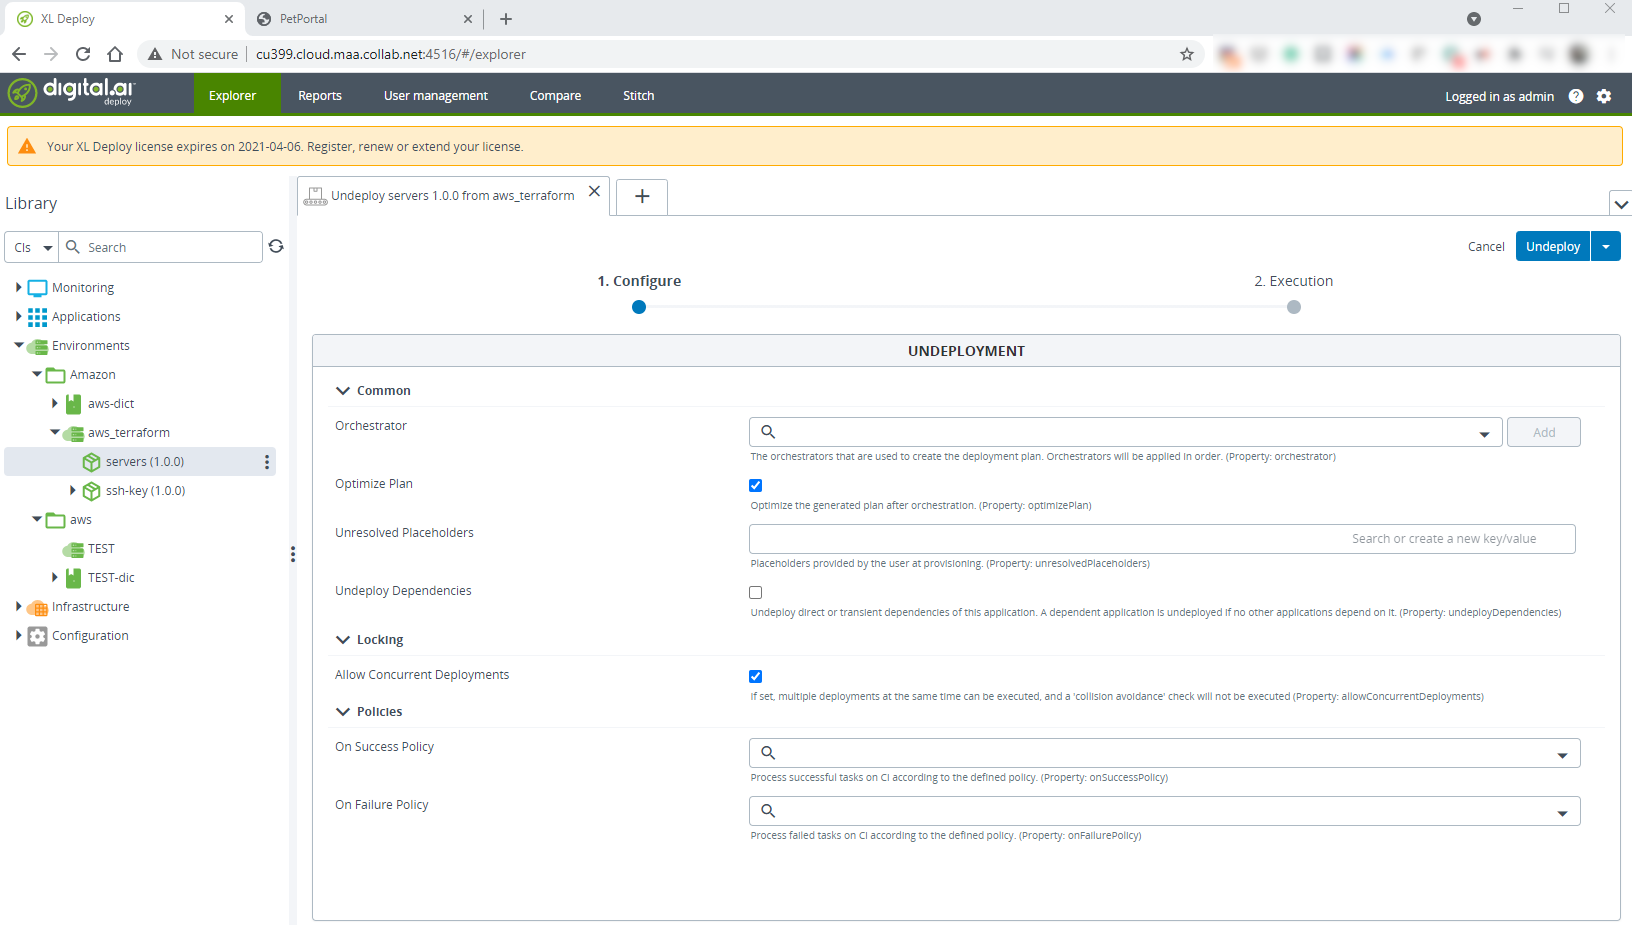 XL Deploy
PetPortal
Not secure
cu399.cloud.maa.collab.net:4516/#/explorer
digital.ai
deploy
Explorer
Reports
User management
Compare
Stitch
Logged in as admin
Your XL Deploy license expires on 2021-04-06. Register, renew or extend your license.
Library
CIs
Search
Monitoring
Applications
Environments
Amazon
aws-dict
aws_terraform
servers (1.0.0)
ssh-key (1.0.0)
aws
TEST
TEST-dic
Infrastructure
Configuration
Undeploy servers 1.0.0 from aws_terraform
Cancel
Undeploy
1. Configure
2. Execution
UNDEPLOYMENT
Common
Orchestrator
Add
The orchestrators that are used to create the deployment plan. Orchestrators will be applied in order. (Property: orchestrator)
Optimize Plan
Optimize the generated plan after orchestration. (Property: optimizePlan)
Unresolved Placeholders
Search or create a new key/value
Placeholders provided by the user at provisioning. (Property: unresolvedPlaceholders)
Undeploy Dependencies
Undeploy direct or transient dependencies of this application. A dependent application is undeployed if no other applications depend on it. (Property: undeployDependencies)
Locking
Allow Concurrent Deployments
If set, multiple deployments at the same time can be executed, and a 'collision avoidance' check will not be executed (Property: allowConcurrentDeployments)
Policies
On Success Policy
Process successful tasks on CI according to the defined policy. (Property: onSuccessPolicy)
On Failure Policy
Process failed tasks on CI according to the defined policy. (Property: onFailurePolicy)